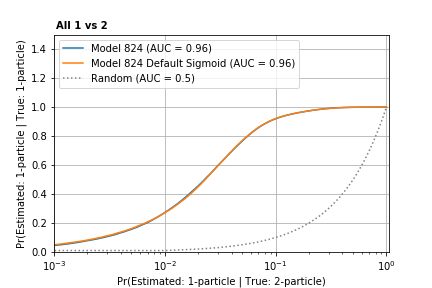 All 1 vs 2
Model 824 (AUC = 0.96)
Model 824 Default Sigmoid (AUC = 0.96)
Random (AUC = 0.5)
Pr(Estimated: 1-particle | True: 1-particle)
1.4
1.2
1.0
0.8
0.6
0.4
0.2
0.0
10⁻³ 10⁻² 10⁻¹ 10⁰
Pr(Estimated: 1-particle | True: 2-particle)